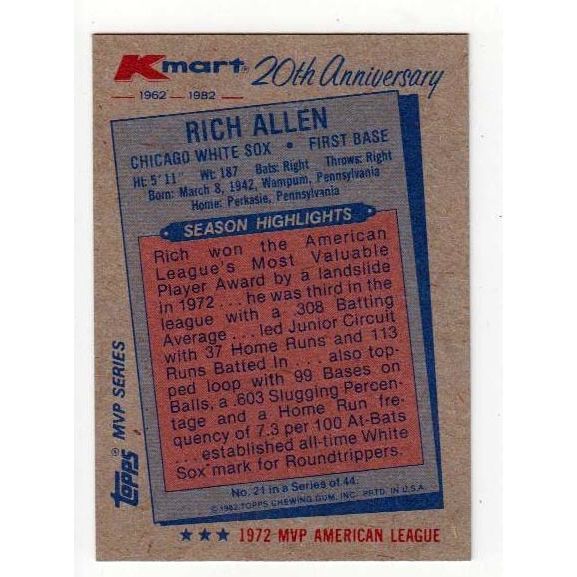 Kmart® 20th Anniversary
1962 1982
RICH ALLEN
CHICAGO WHITE SOX • FIRST BASE
Ht: 5' 11" Wt: 187 Bats: Right Throws: Right
Born: March 8, 1942, Wampum, Pennsylvania
Home: Perkasie, Pennsylvania
SEASON HIGHLIGHTS
Rich won the American
League's Most Valuable
Player Award by a landslide
in 1972 . . . he was third in the
league with a .308 Batting
Average . . . led Junior Circuit
with 37 Home Runs and 113
Runs Batted In . . . also top-
ped loop with 99 Bases on
Balls, a .603 Slugging Percen-
tage and a Home Run fre-
quency of 7.3 per 100 At-Bats
. . . established all-time White
Sox mark for Roundtrippers.
No. 21 in a Series of 44.
©1982 TOPPS CHEWING GUM, INC. PRTD. IN U.S.A.
Topps® MVP SERIES
★★★ 1972 MVP AMERICAN LEAGUE